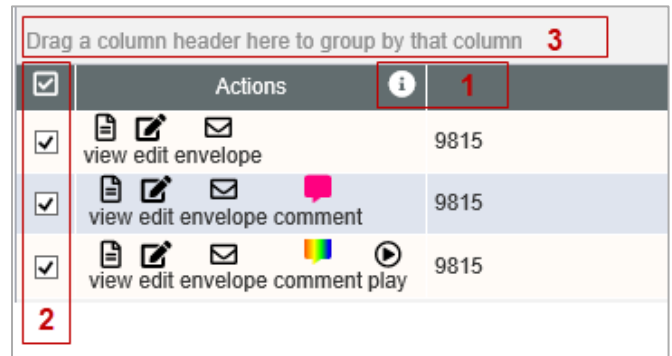 Drag a column header here to group by that column 3
Actions i 1
view edit envelope
9815
view edit envelope comment
9815
view edit envelope comment play
9815
2